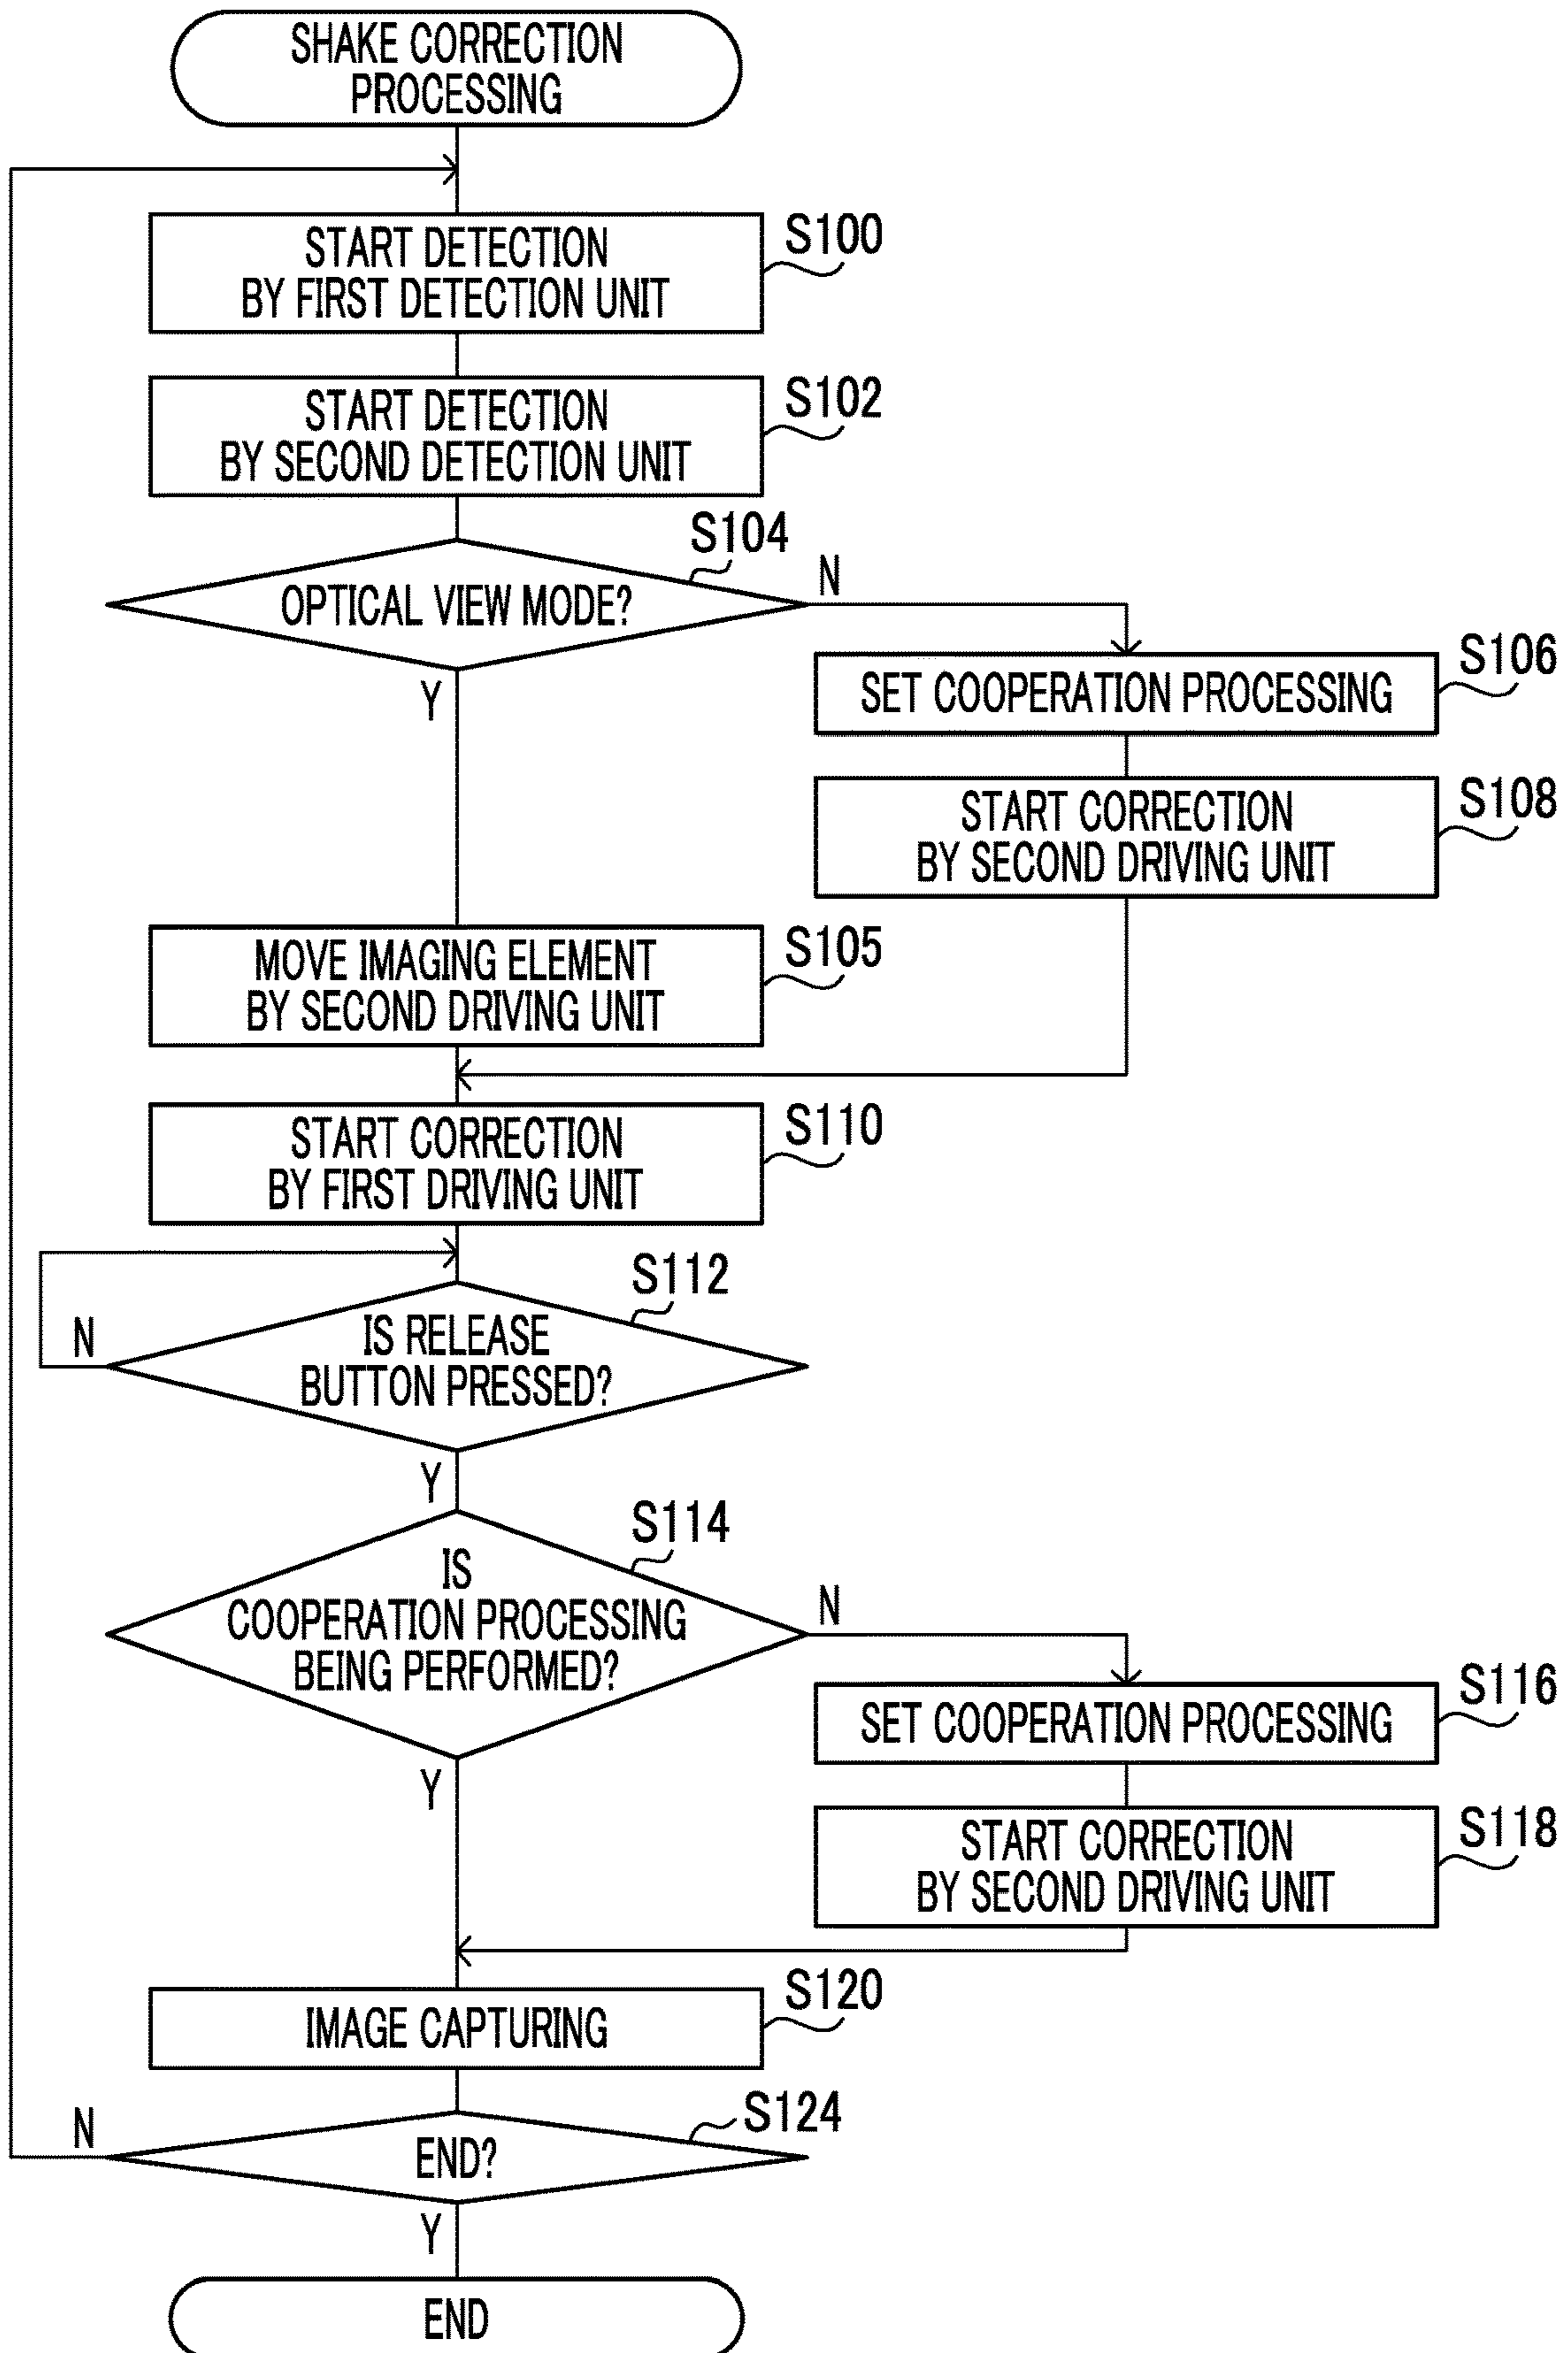 SHAKE CORRECTION
PROCESSING
START DETECTION
BY FIRST DETECTION UNIT
S100
START DETECTION
BY SECOND DETECTION UNIT
S102
OPTICAL VIEW MODE?
S104
N
Y
SET COOPERATION PROCESSING
S106
START CORRECTION
BY SECOND DRIVING UNIT
S108
MOVE IMAGING ELEMENT
BY SECOND DRIVING UNIT
S105
START CORRECTION
BY FIRST DRIVING UNIT
S110
IS RELEASE
BUTTON PRESSED?
S112
N
Y
IS
COOPERATION PROCESSING
BEING PERFORMED?
S114
N
Y
SET COOPERATION PROCESSING
S116
START CORRECTION
BY SECOND DRIVING UNIT
S118
IMAGE CAPTURING
S120
END?
S124
N
Y
END